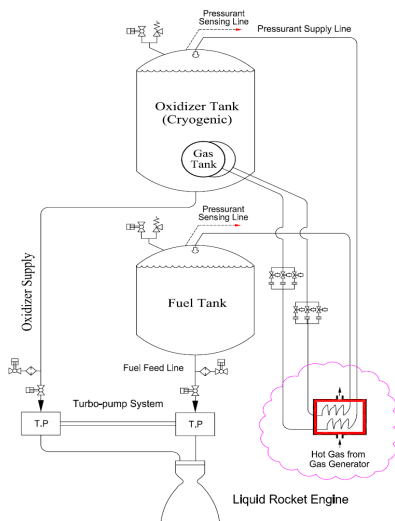 Pressurant
Sensing Line
Pressurant Supply Line
Oxidizer Tank
(Cryogenic)
Gas
Tank
Pressurant
Sensing Line
Oxidizer Supply
Fuel Tank
Fuel Feed Line
Turbo-pump System
T.P
T.P
Hot Gas from
Gas Generator
Liquid Rocket Engine